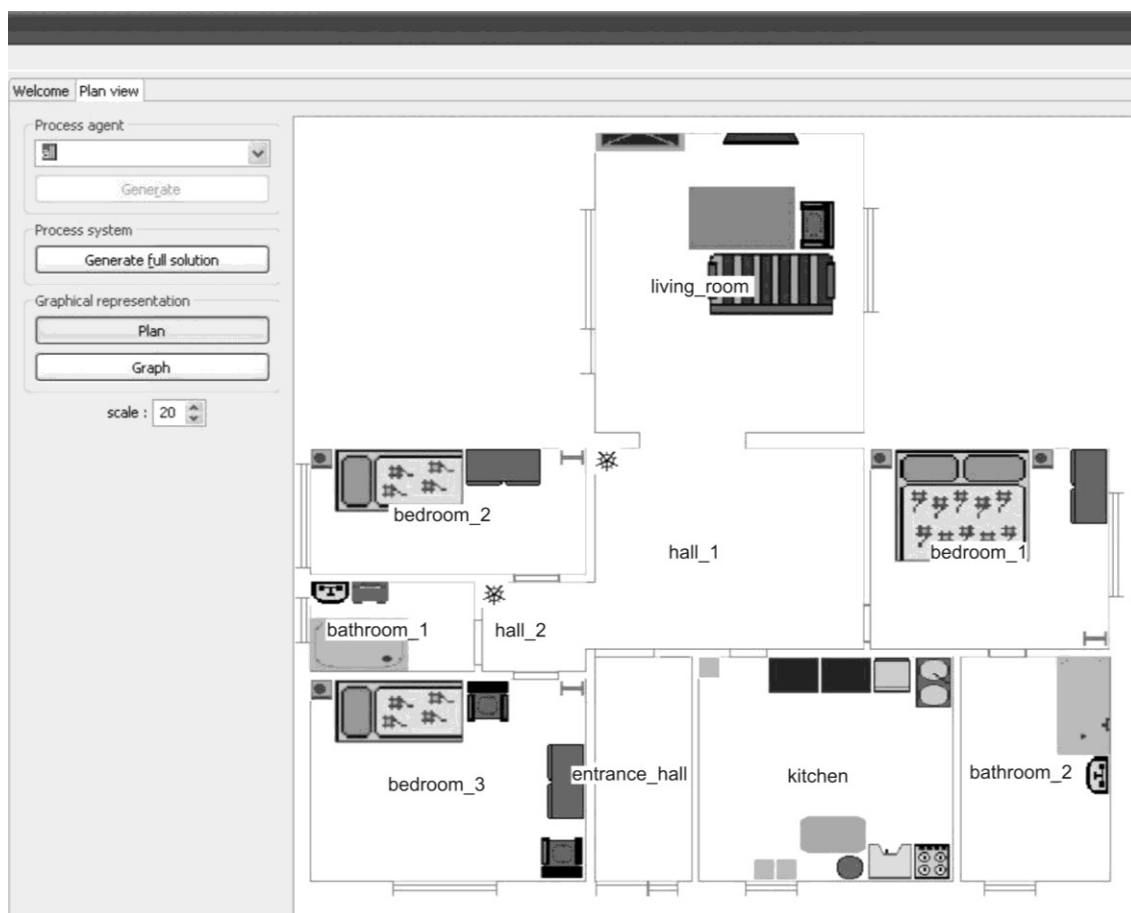 Welcome Plan view
Process agent
all
Generate
Process system
Generate full solution
Graphical representation
Plan
Graph
scale : 20
living_room
bedroom_2
hall_1
bedroom_1
bathroom_1
hall_2
bedroom_3
entrance_hall
kitchen
bathroom_2